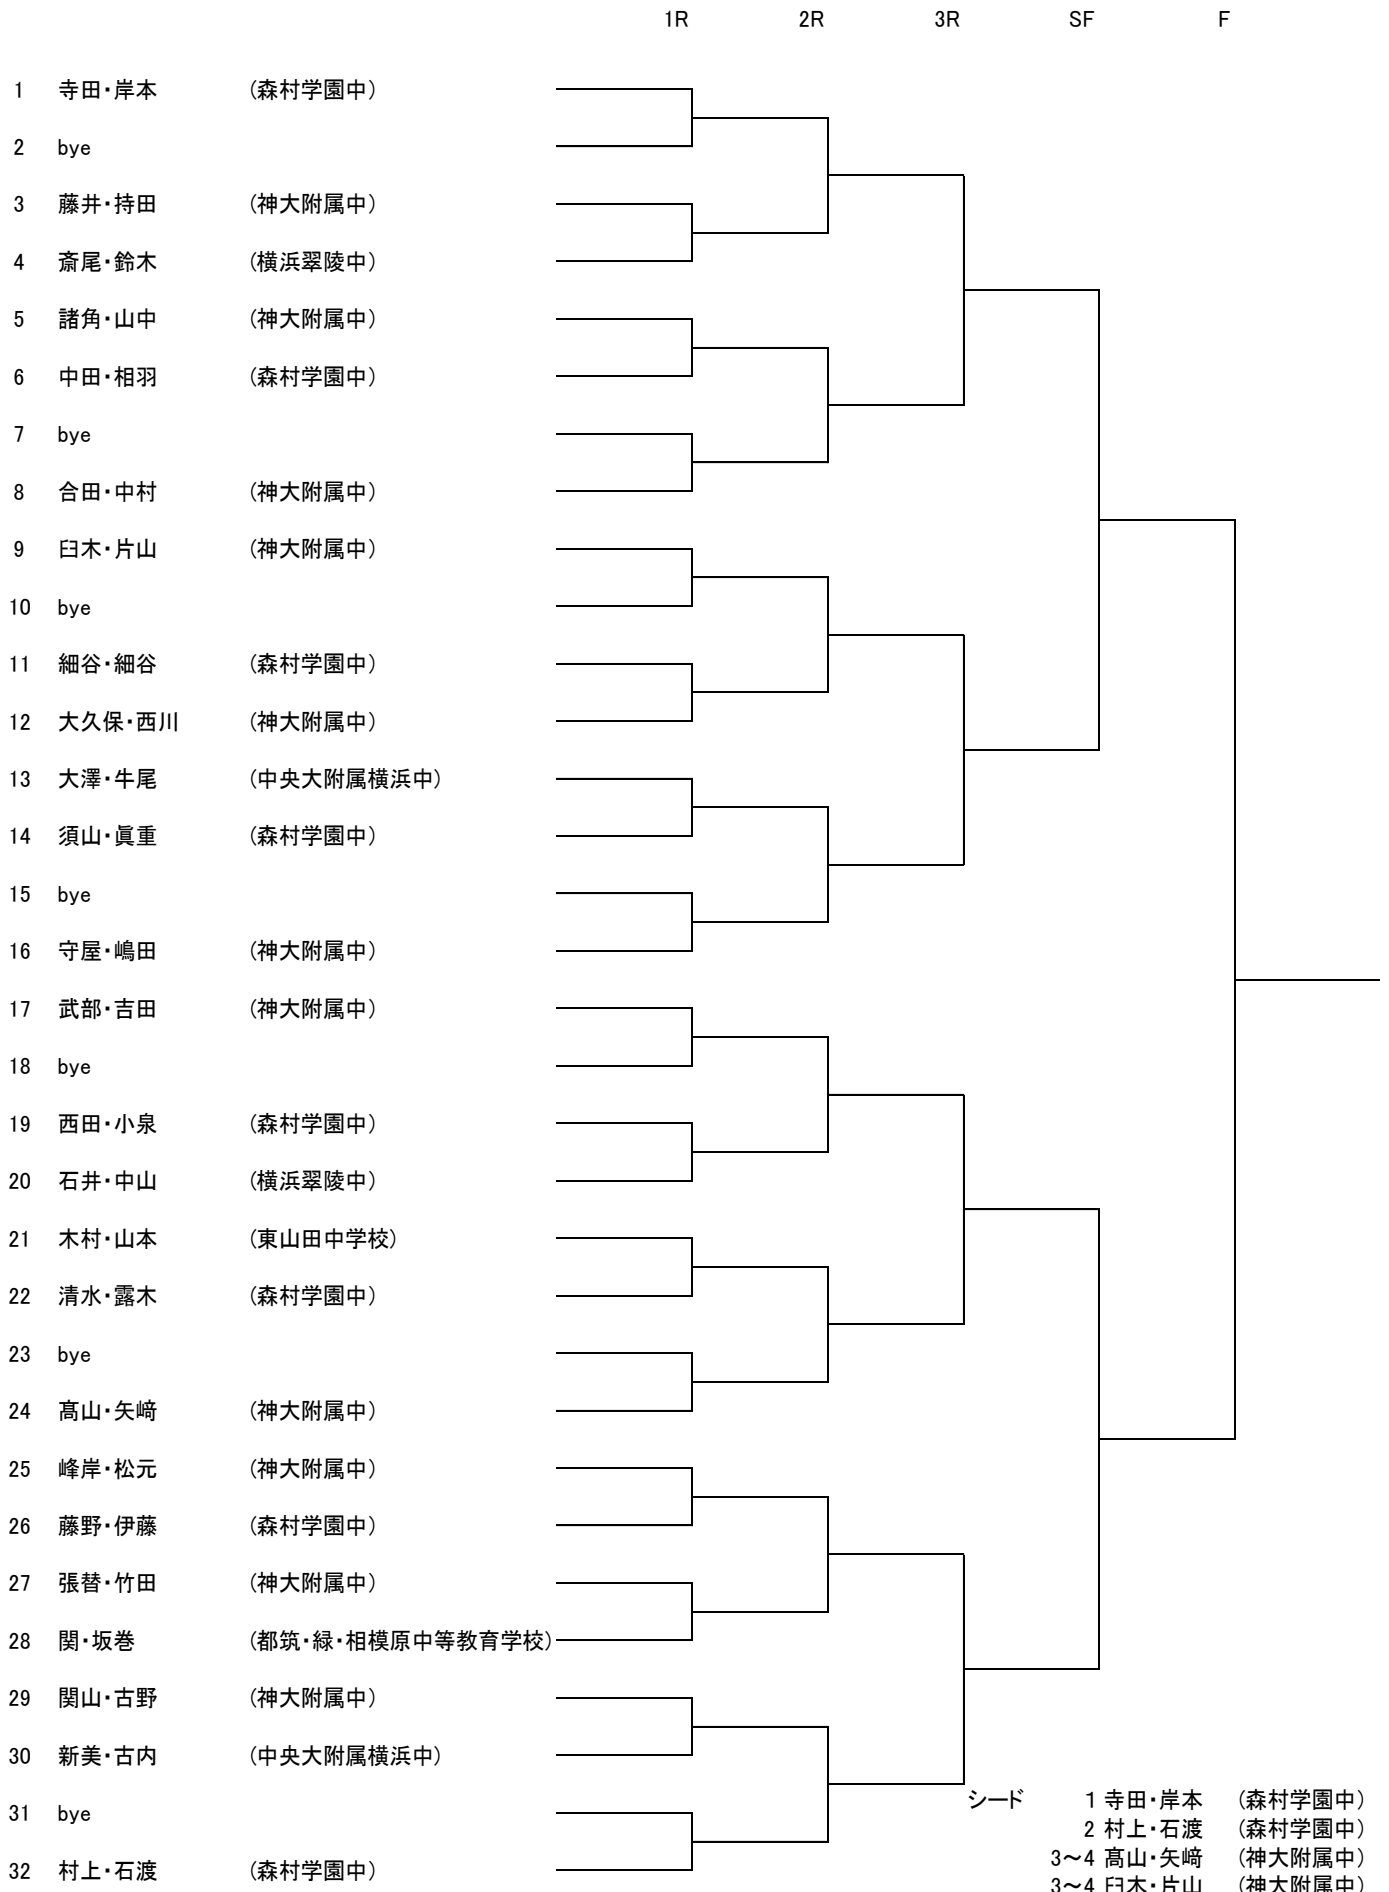 1R 2R 3R SF F
1 寺田・岸本 (森村学園中)
2 bye
3 藤井・持田 (神大附属中)
4 斎尾・鈴木 (横浜翠陵中)
5 諸角・山中 (神大附属中)
6 中田・相羽 (森村学園中)
7 bye
8 合田・中村 (神大附属中)
9 臼木・片山 (神大附属中)
10 bye
11 細谷・細谷 (森村学園中)
12 大久保・西川 (神大附属中)
13 大澤・牛尾 (中央大附属横浜中)
14 須山・眞重 (森村学園中)
15 bye
16 守屋・嶋田 (神大附属中)
17 武部・吉田 (神大附属中)
18 bye
19 西田・小泉 (森村学園中)
20 石井・中山 (横浜翠陵中)
21 木村・山本 (東山田中学校)
22 清水・露木 (森村学園中)
23 bye
24 髙山・矢﨑 (神大附属中)
25 峰岸・松元 (神大附属中)
26 藤野・伊藤 (森村学園中)
27 張替・竹田 (神大附属中)
28 関・坂巻 (都筑・緑・相模原中等教育学校)
29 関山・古野 (神大附属中)
30 新美・古内 (中央大附属横浜中)
31 bye
32 村上・石渡 (森村学園中)
シード 1 寺田・岸本 (森村学園中)
2 村上・石渡 (森村学園中)
3～4 髙山・矢﨑 (神大附属中)
3～4 臼木・片山 (神大附属中)